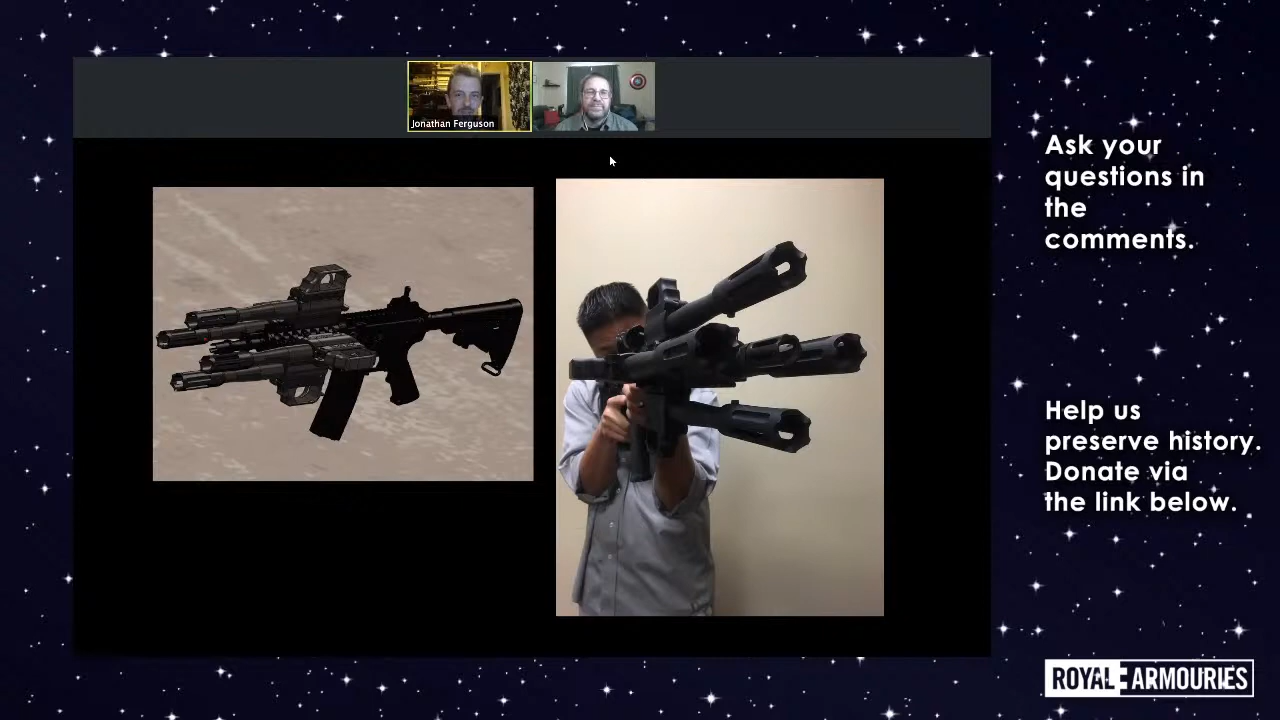 Jonathan Ferguson
Ask your
questions in
the
comments.
Help us
preserve history.
Donate via
the link below.
ROYAL ARMOURIES